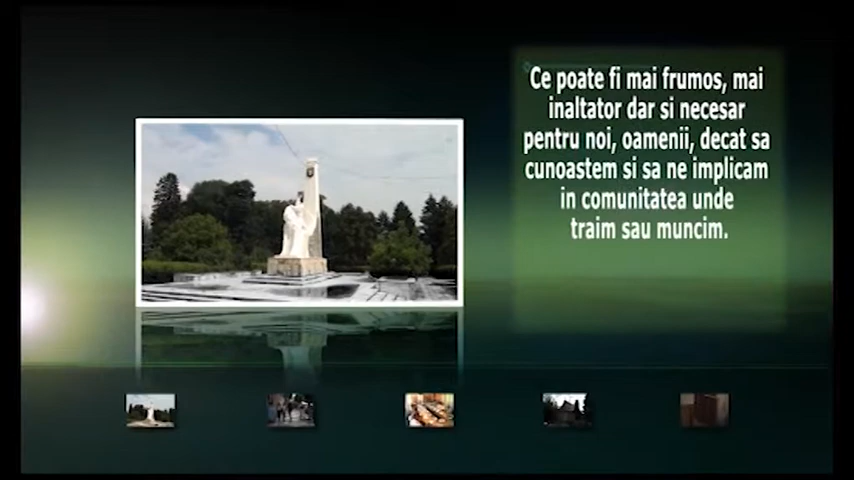 Ce poate fi mai frumos, mai
inaltator dar si necesar
pentru noi, oamenii, decat sa
cunoastem si sa ne implicam
in comunitatea unde
traim sau muncim.